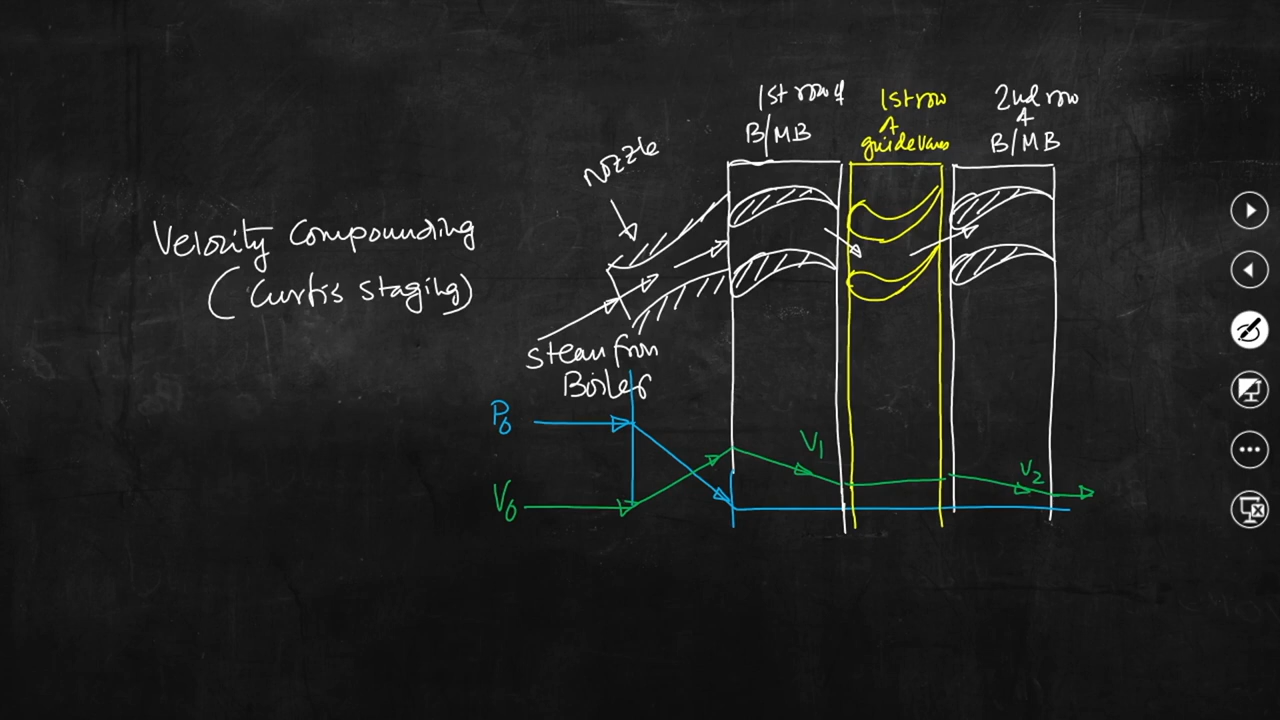 Velocity Compounding
(Curtis staging)
Nozzle
Steam from
Boiler
1st row of
B/MB
1st row
of
guide vanes
2nd row
of
B/MB
P₀
V₀
V₁
V₂